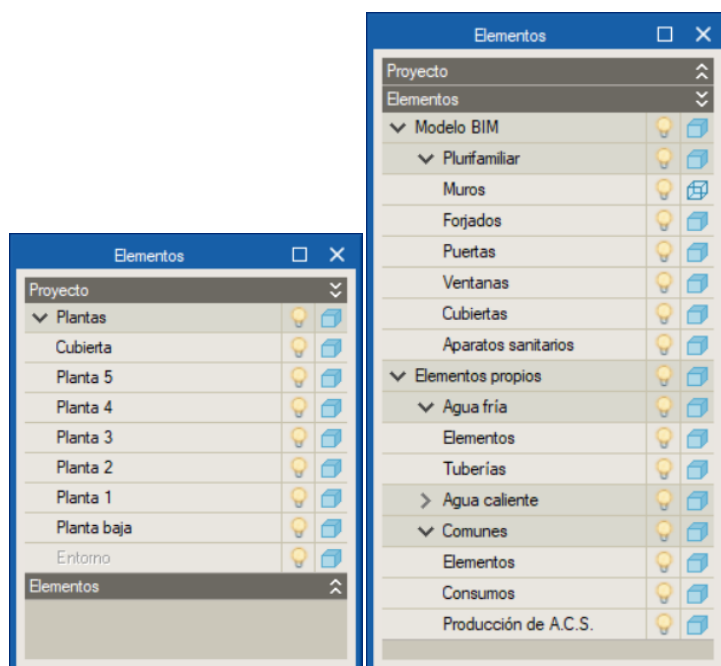 Elementos
Proyecto
Plantas
Cubierta
Planta 5
Planta 4
Planta 3
Planta 2
Planta 1
Planta baja
Entorno
Elementos
Elementos
Proyecto
Elementos
Modelo BIM
Plurifamiliar
Muros
Forjados
Puertas
Ventanas
Cubiertas
Aparatos sanitarios
Elementos propios
Agua fría
Elementos
Tuberías
Agua caliente
Comunes
Elementos
Consumos
Producción de A.C.S.